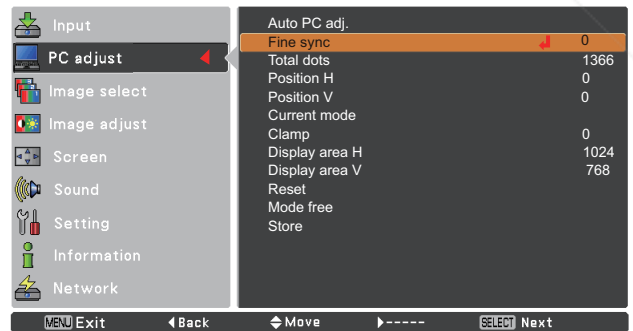 Input
PC adjust
Image select
Image adjust
Screen
Sound
Setting
Information
Network
Auto PC adj.
Fine sync 0
Total dots 1366
Position H 0
Position V 0
Current mode
Clamp 0
Display area H 1024
Display area V 768
Reset
Mode free
Store
MENU Exit Back Move ----- SELECT Next